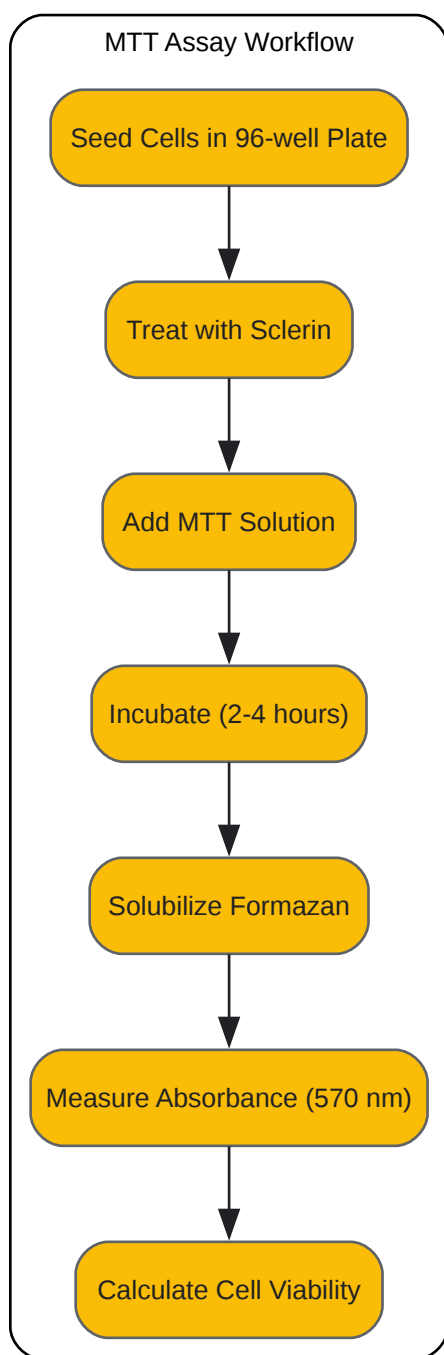 MTT Assay Workflow
Seed Cells in 96-well Plate
Treat with Sclerin
Add MTT Solution
Incubate (2-4 hours)
Solubilize Formazan
Measure Absorbance (570 nm)
Calculate Cell Viability